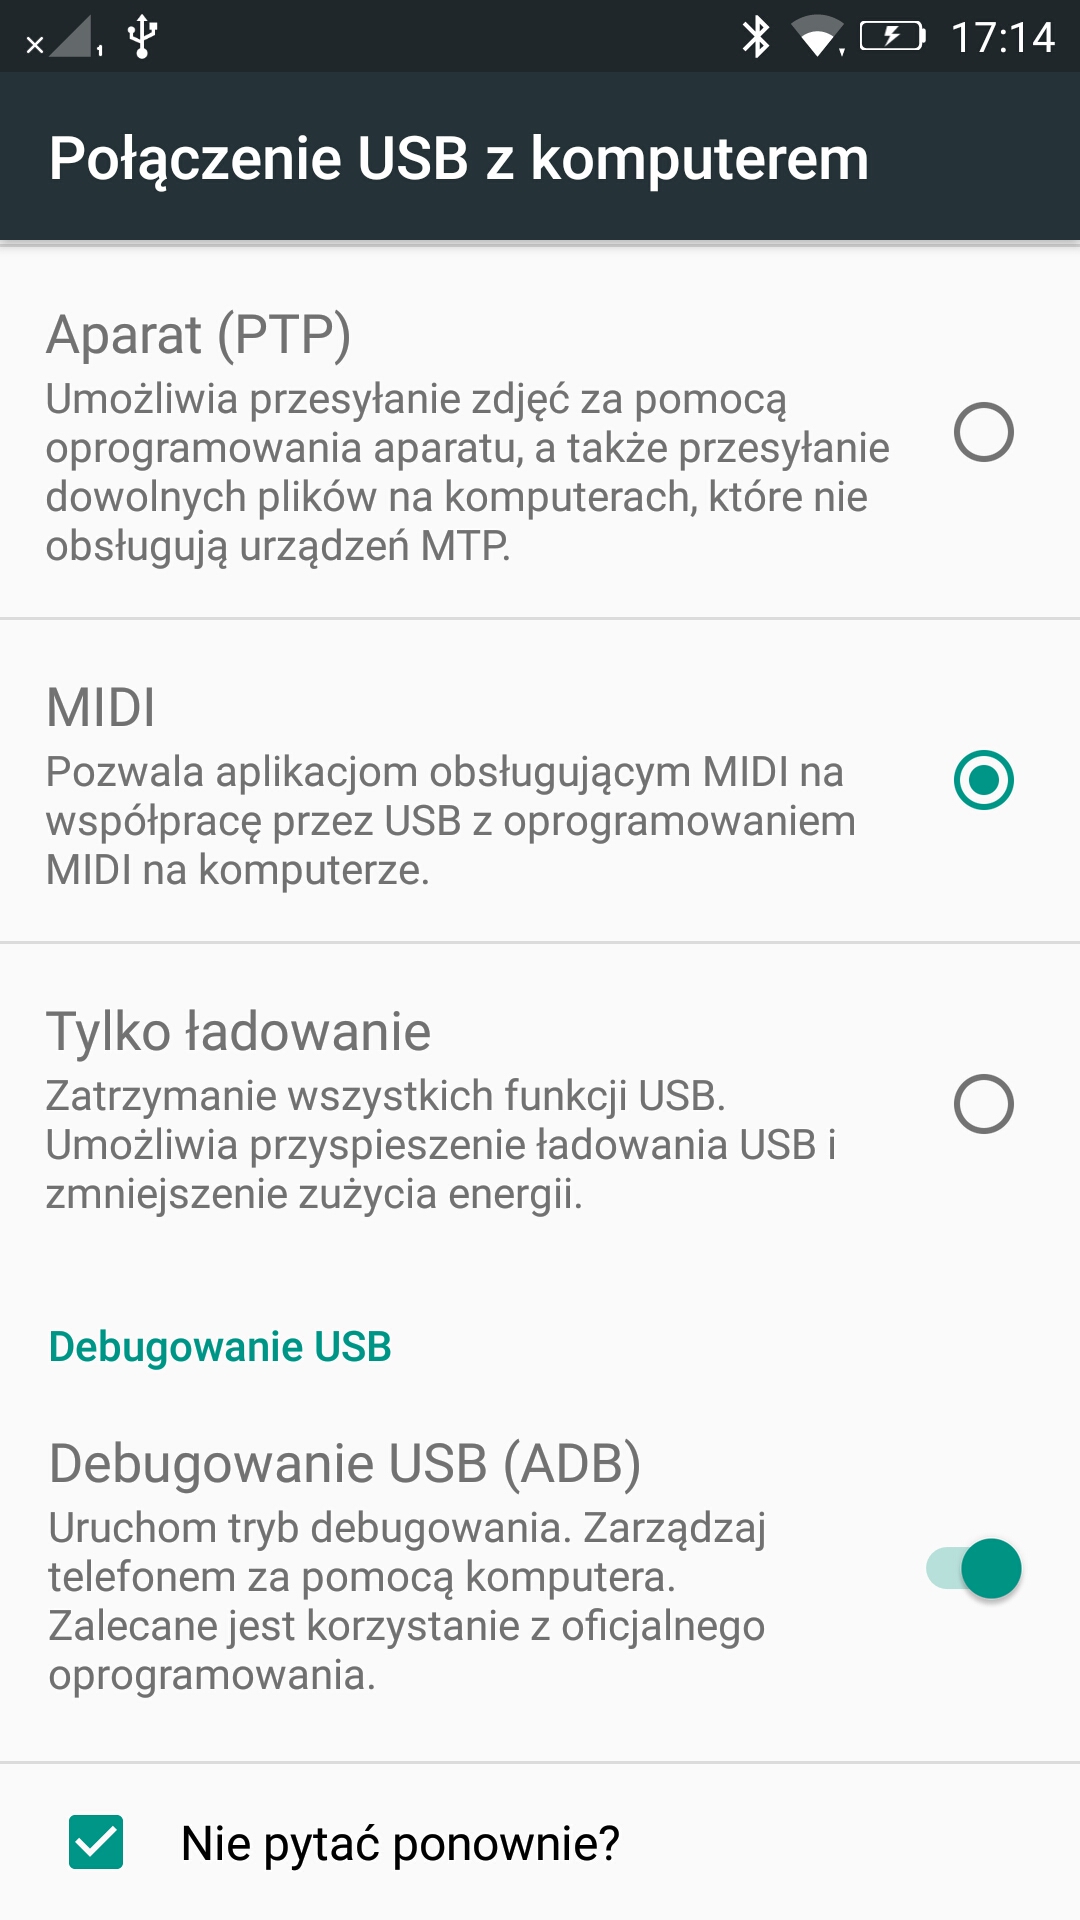 17:14
Połączenie USB z komputerem
Aparat (PTP)
Umożliwia przesyłanie zdjęć za pomocą
oprogramowania aparatu, a także przesyłanie
dowolnych plików na komputerach, które nie
obsługują urządzeń MTP.
MIDI
Pozwala aplikacjom obsługującym MIDI na
współpracę przez USB z oprogramowaniem
MIDI na komputerze.
Tylko ładowanie
Zatrzymanie wszystkich funkcji USB.
Umożliwia przyspieszenie ładowania USB i
zmniejszenie zużycia energii.
Debugowanie USB
Debugowanie USB (ADB)
Uruchom tryb debugowania. Zarządzaj
telefonem za pomocą komputera.
Zalecane jest korzystanie z oficjalnego
oprogramowania.
Nie pytać ponownie?